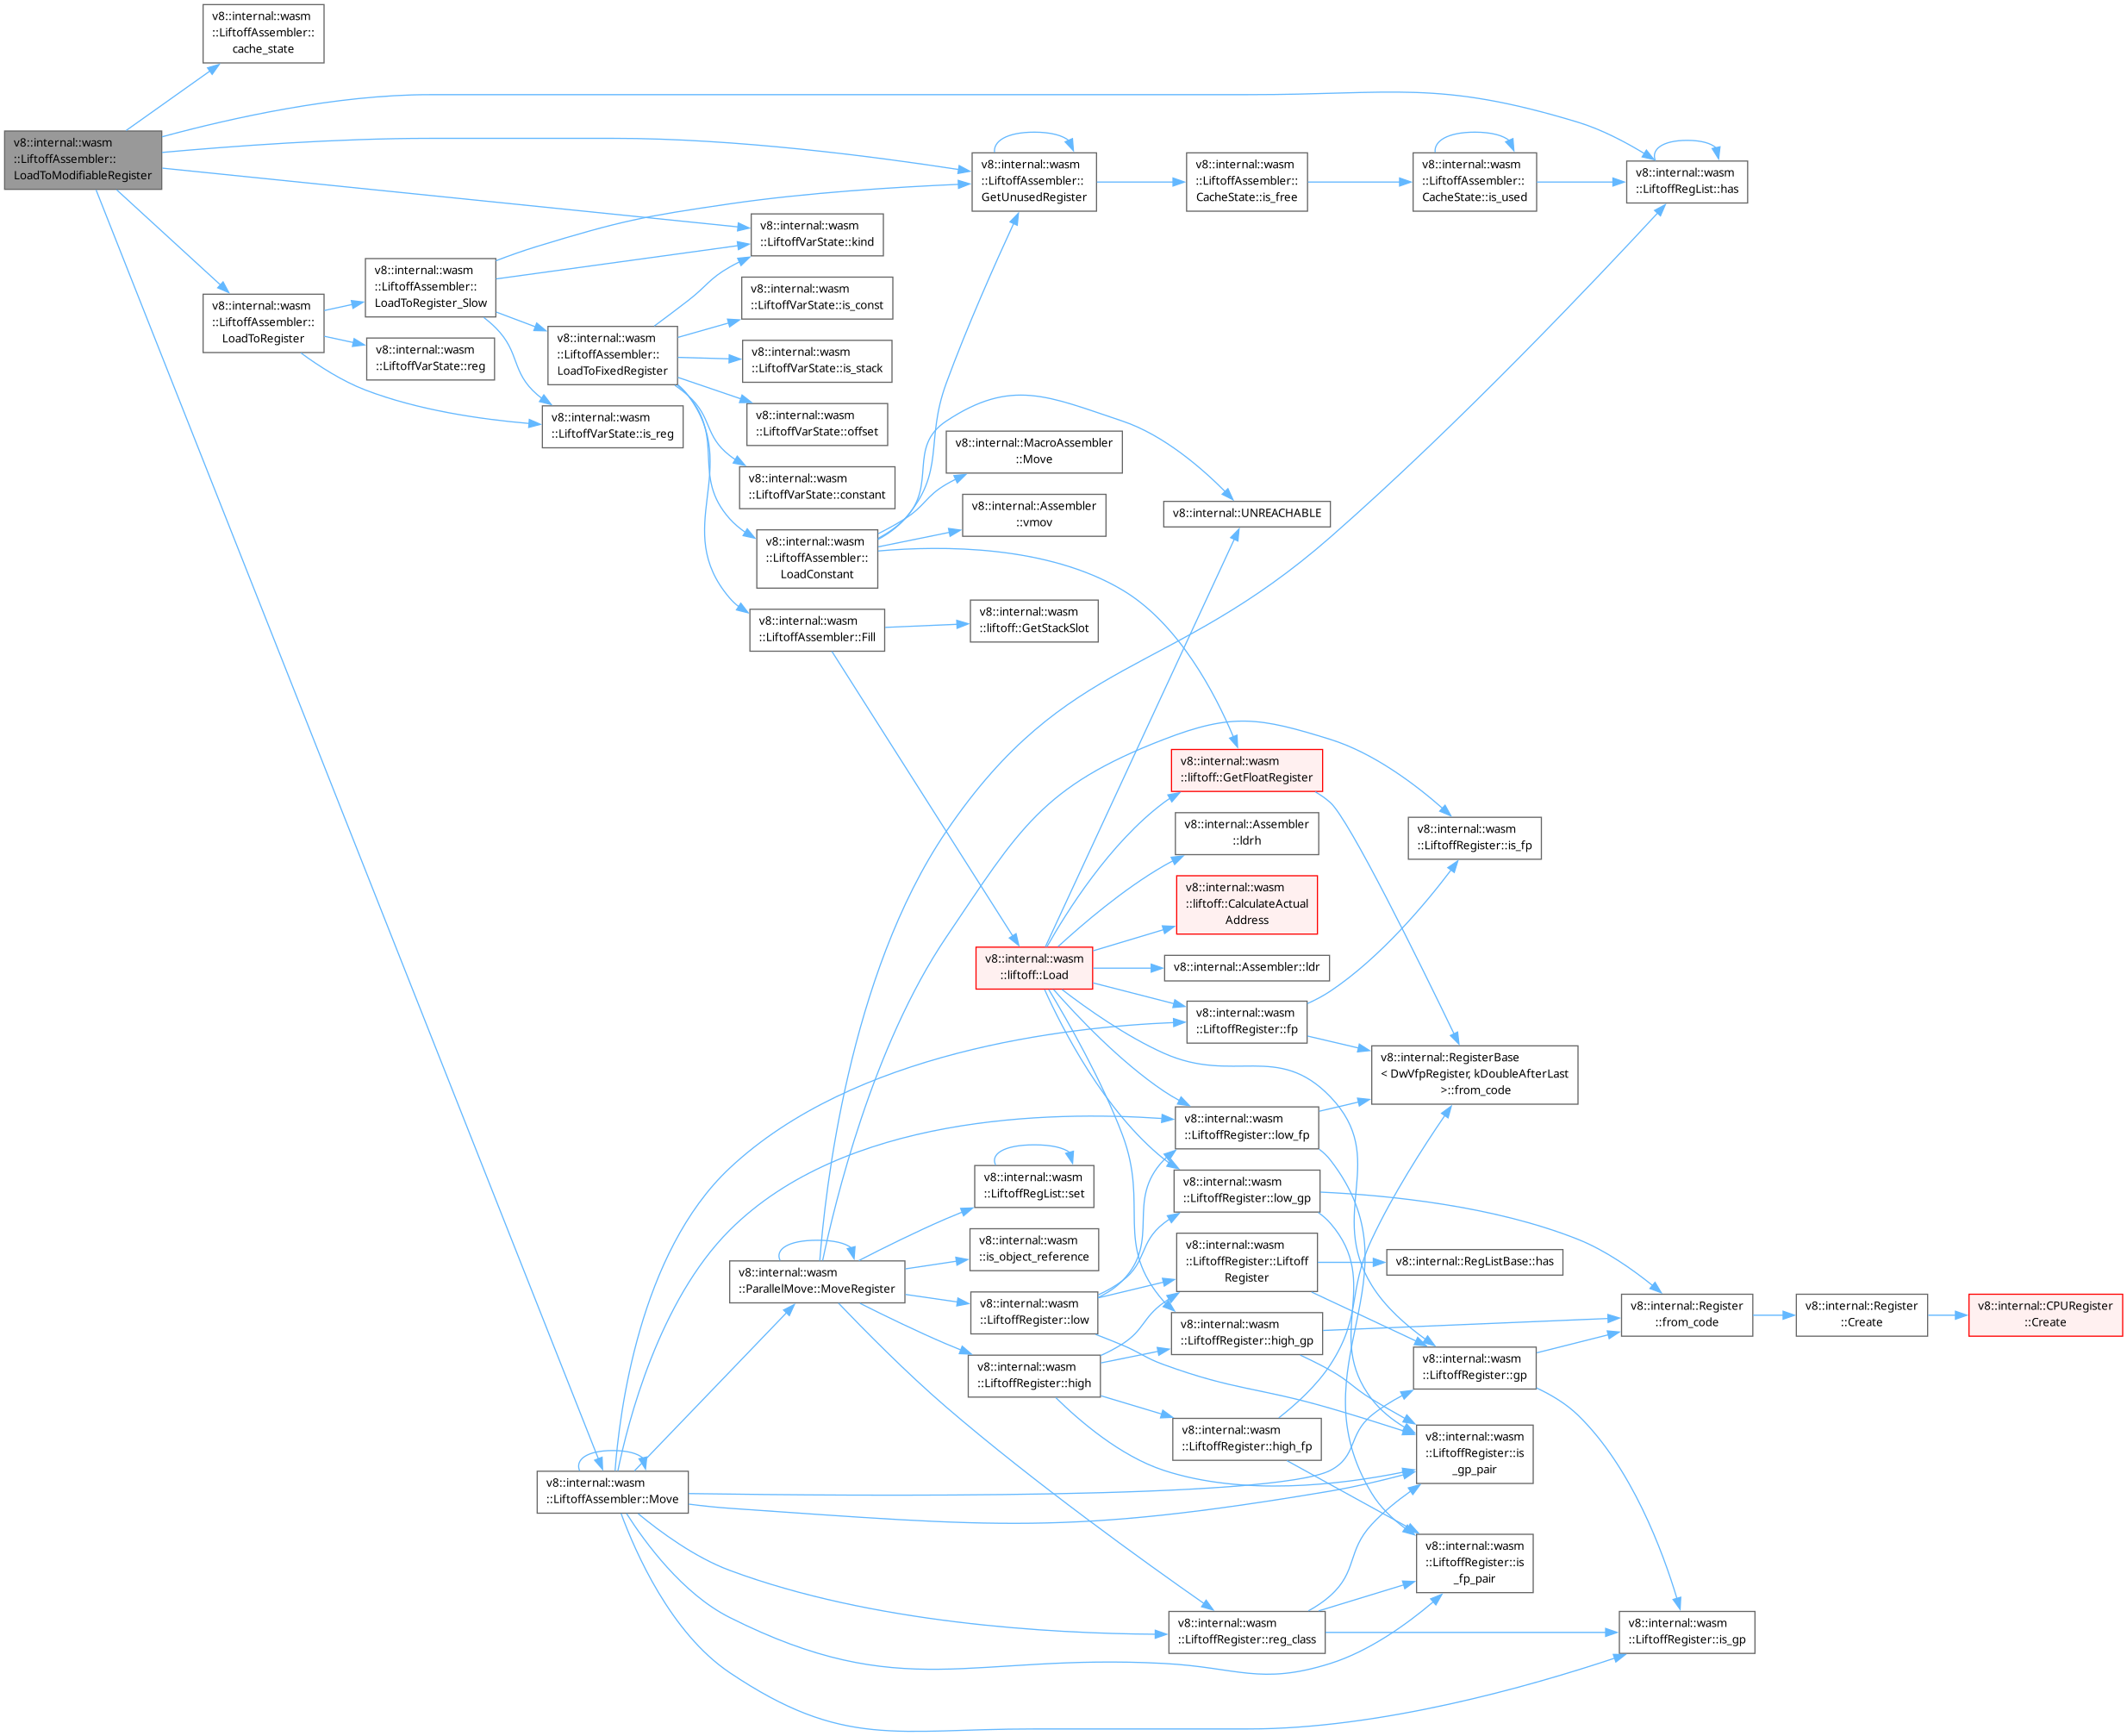 v8::internal::wasm
::LiftoffAssembler::
cache_state
v8::internal::wasm
::LiftoffAssembler::
LoadToModifiableRegister
v8::internal::wasm
::LiftoffAssembler::
GetUnusedRegister
v8::internal::wasm
::LiftoffAssembler::
CacheState::is_free
v8::internal::wasm
::LiftoffAssembler::
CacheState::is_used
v8::internal::wasm
::LiftoffRegList::has
v8::internal::wasm
::LiftoffVarState::kind
v8::internal::wasm
::LiftoffAssembler::
LoadToRegister_Slow
v8::internal::wasm
::LiftoffVarState::is_const
v8::internal::wasm
::LiftoffAssembler::
LoadToRegister
v8::internal::wasm
::LiftoffVarState::reg
v8::internal::wasm
::LiftoffAssembler::
LoadToFixedRegister
v8::internal::wasm
::LiftoffVarState::is_stack
v8::internal::wasm
::LiftoffVarState::is_reg
v8::internal::wasm
::LiftoffVarState::offset
v8::internal::MacroAssembler
::Move
v8::internal::wasm
::LiftoffVarState::constant
v8::internal::Assembler
::vmov
v8::internal::UNREACHABLE
v8::internal::wasm
::LiftoffAssembler::
LoadConstant
v8::internal::wasm
::LiftoffAssembler::Fill
v8::internal::wasm
::liftoff::GetStackSlot
v8::internal::wasm
::liftoff::GetFloatRegister
v8::internal::Assembler
::ldrh
v8::internal::wasm
::LiftoffRegister::is_fp
v8::internal::wasm
::liftoff::CalculateActual
Address
v8::internal::wasm
::liftoff::Load
v8::internal::Assembler::ldr
v8::internal::wasm
::LiftoffRegister::fp
v8::internal::RegisterBase
< DwVfpRegister, kDoubleAfterLast
>::from_code
v8::internal::wasm
::LiftoffRegister::low_fp
v8::internal::wasm
::LiftoffRegList::set
v8::internal::wasm
::LiftoffRegister::low_gp
v8::internal::wasm
::is_object_reference
v8::internal::wasm
::LiftoffRegister::Liftoff
Register
v8::internal::RegListBase::has
v8::internal::wasm
::ParallelMove::MoveRegister
v8::internal::wasm
::LiftoffRegister::low
v8::internal::wasm
::LiftoffRegister::high_gp
v8::internal::Register
::from_code
v8::internal::Register
::Create
v8::internal::CPURegister
::Create
v8::internal::wasm
::LiftoffRegister::high
v8::internal::wasm
::LiftoffRegister::gp
v8::internal::wasm
::LiftoffRegister::high_fp
v8::internal::wasm
::LiftoffRegister::is
_gp_pair
v8::internal::wasm
::LiftoffAssembler::Move
v8::internal::wasm
::LiftoffRegister::is
_fp_pair
v8::internal::wasm
::LiftoffRegister::reg_class
v8::internal::wasm
::LiftoffRegister::is_gp